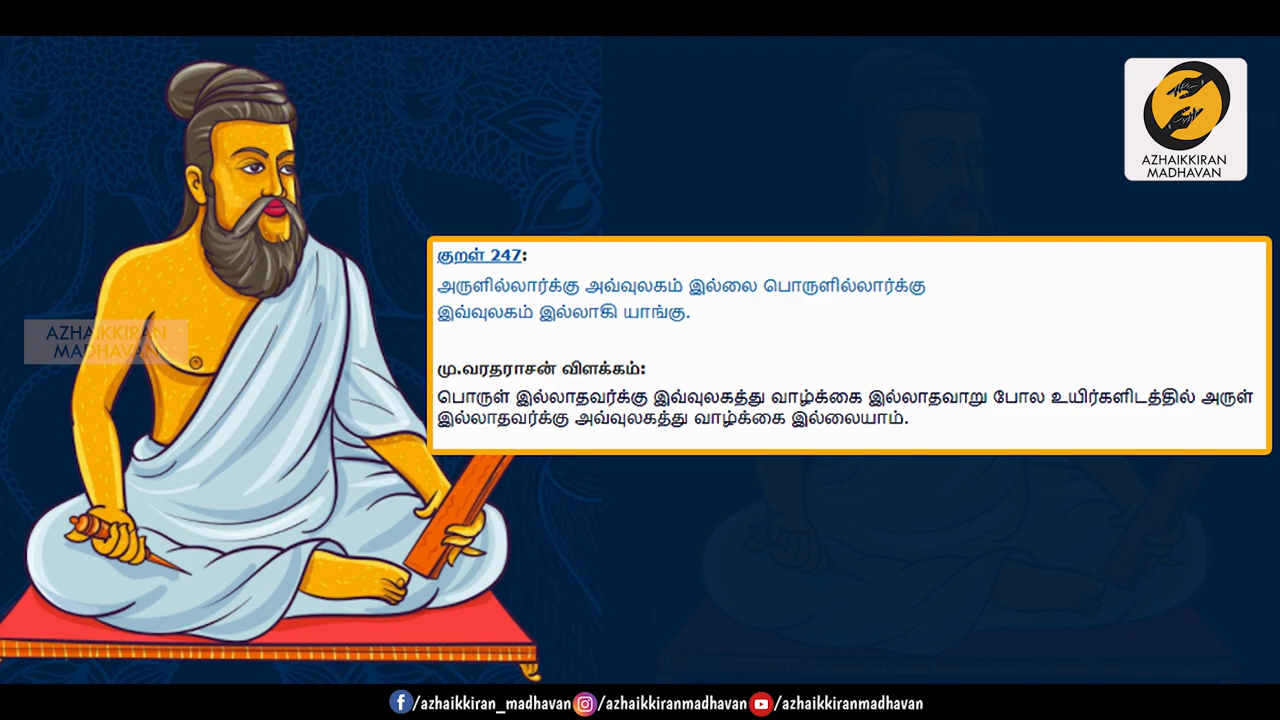 AZHAIKKIRAN
MADHAVAN
குறள் 247:
அருளில்லார்க்கு அவ்வுலகம் இல்லை பொருளில்லார்க்கு
இவ்வுலகம் இல்லாகி யாங்கு.
AZHAIKKIRAN
MADHAVAN
மு.வரதராசன் விளக்கம்:
பொருள் இல்லாதவர்க்கு இவ்வுலகத்து வாழ்க்கை இல்லாதவாறு போல உயிர்களிடத்தில் அருள்
இல்லாதவர்க்கு அவ்வுலகத்து வாழ்க்கை இல்லையாம்.
/azhaikkiran_madhavan /azhaikkiranmadhavan /azhaikkiranmadhavan